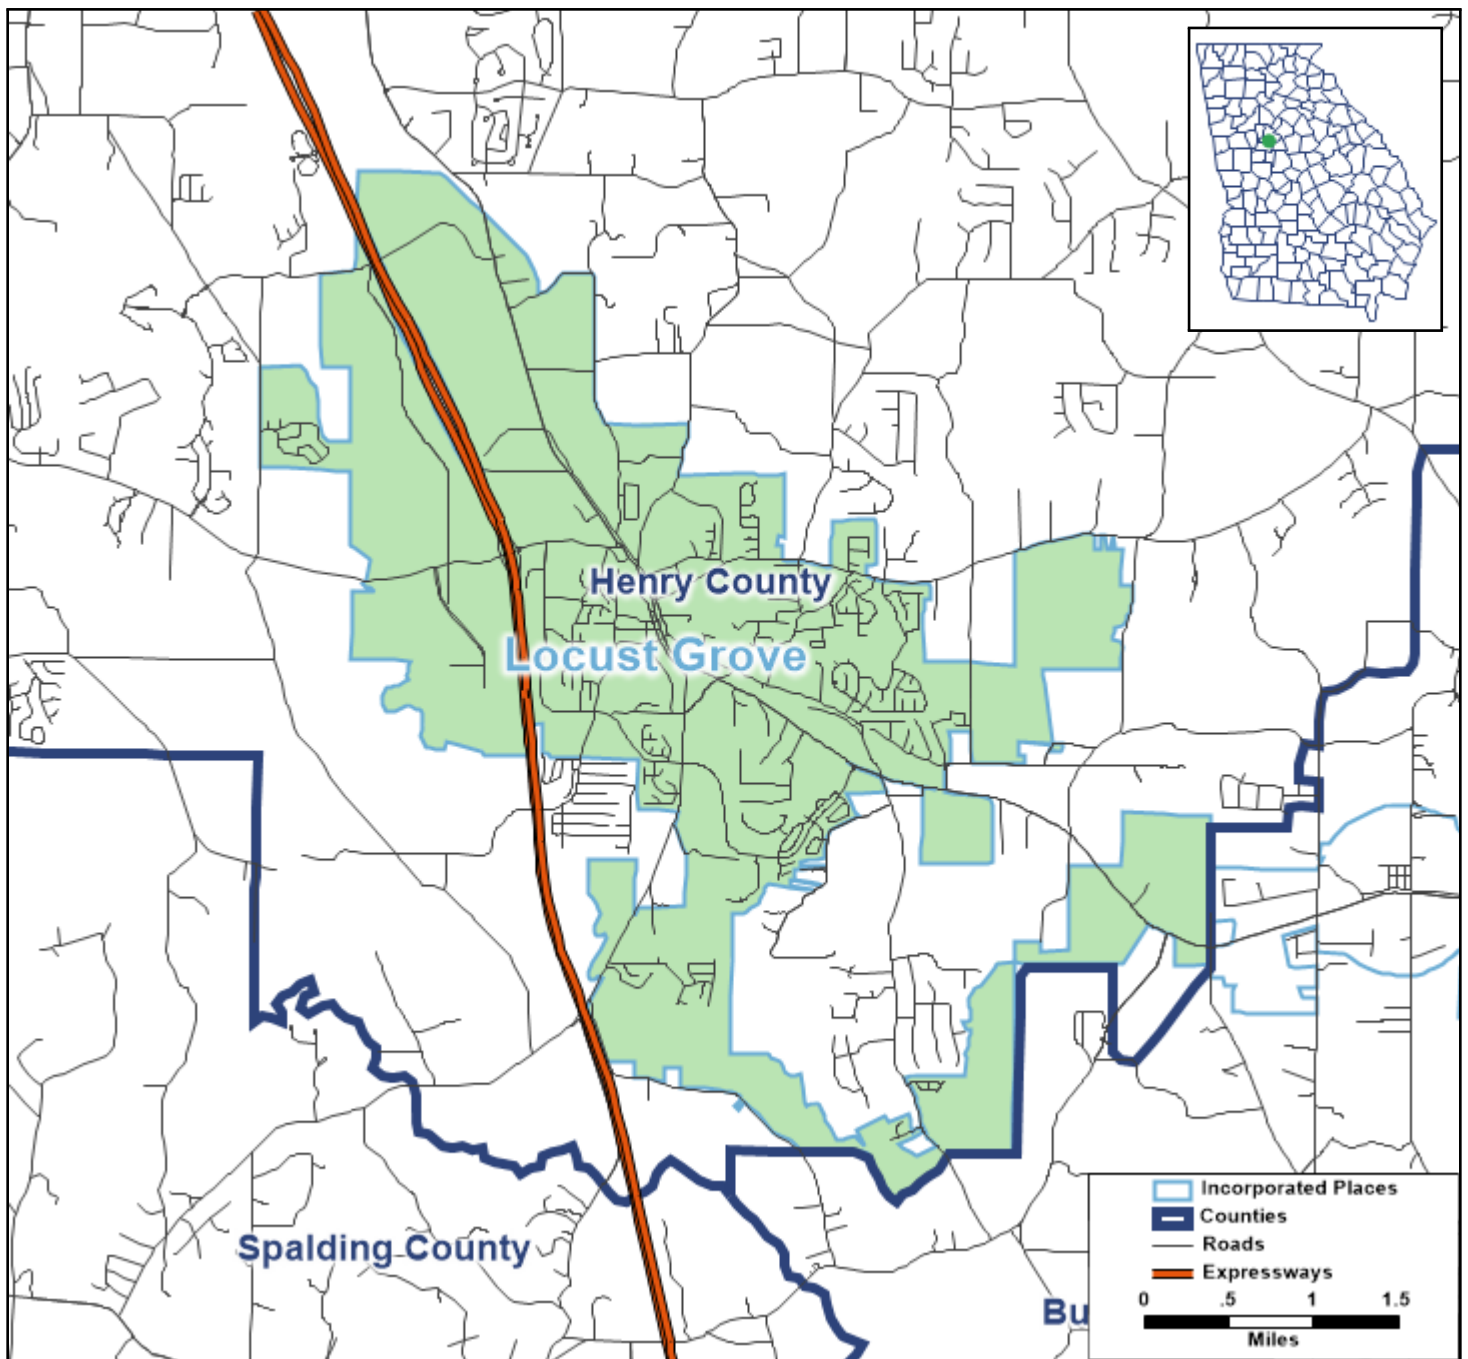 Henry County
Locust Grove
Spalding County
Bu
Incorporated Places
Counties
Roads
Expressways
0 .5 1 1.5
Miles